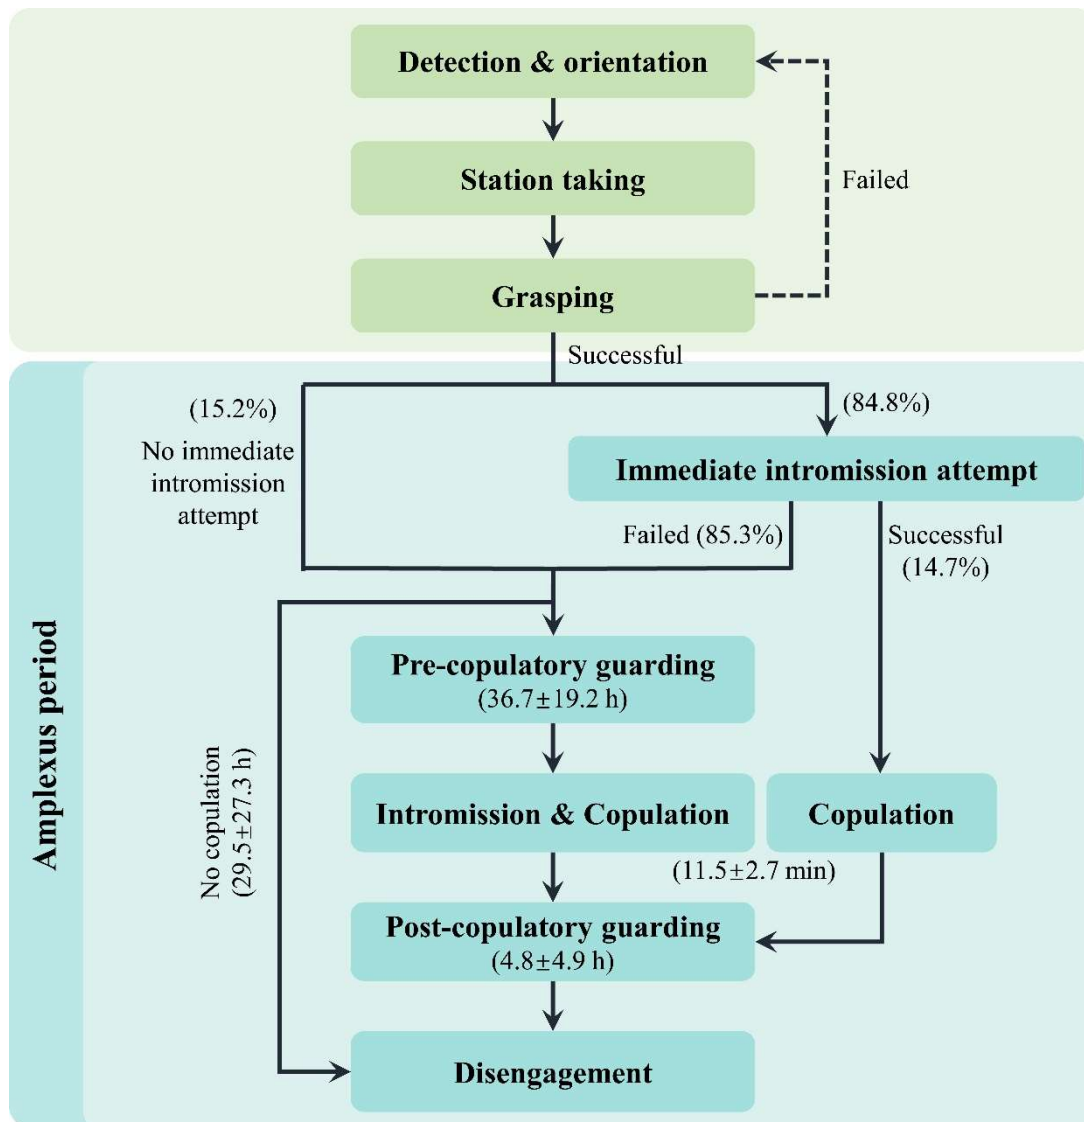 Detection & orientation
Station taking
Failed
Grasping
Successful
(15.2%)
No immediate
intromission
attempt
(84.8%)
Immediate intromission attempt
Failed (85.3%)
Successful
(14.7%)
Amplexus period
No copulation
(29.5±27.3 h)
Pre-copulatory guarding
(36.7±19.2 h)
Intromission & Copulation
Copulation
(11.5±2.7 min)
Post-copulatory guarding
(4.8±4.9 h)
Disengagement